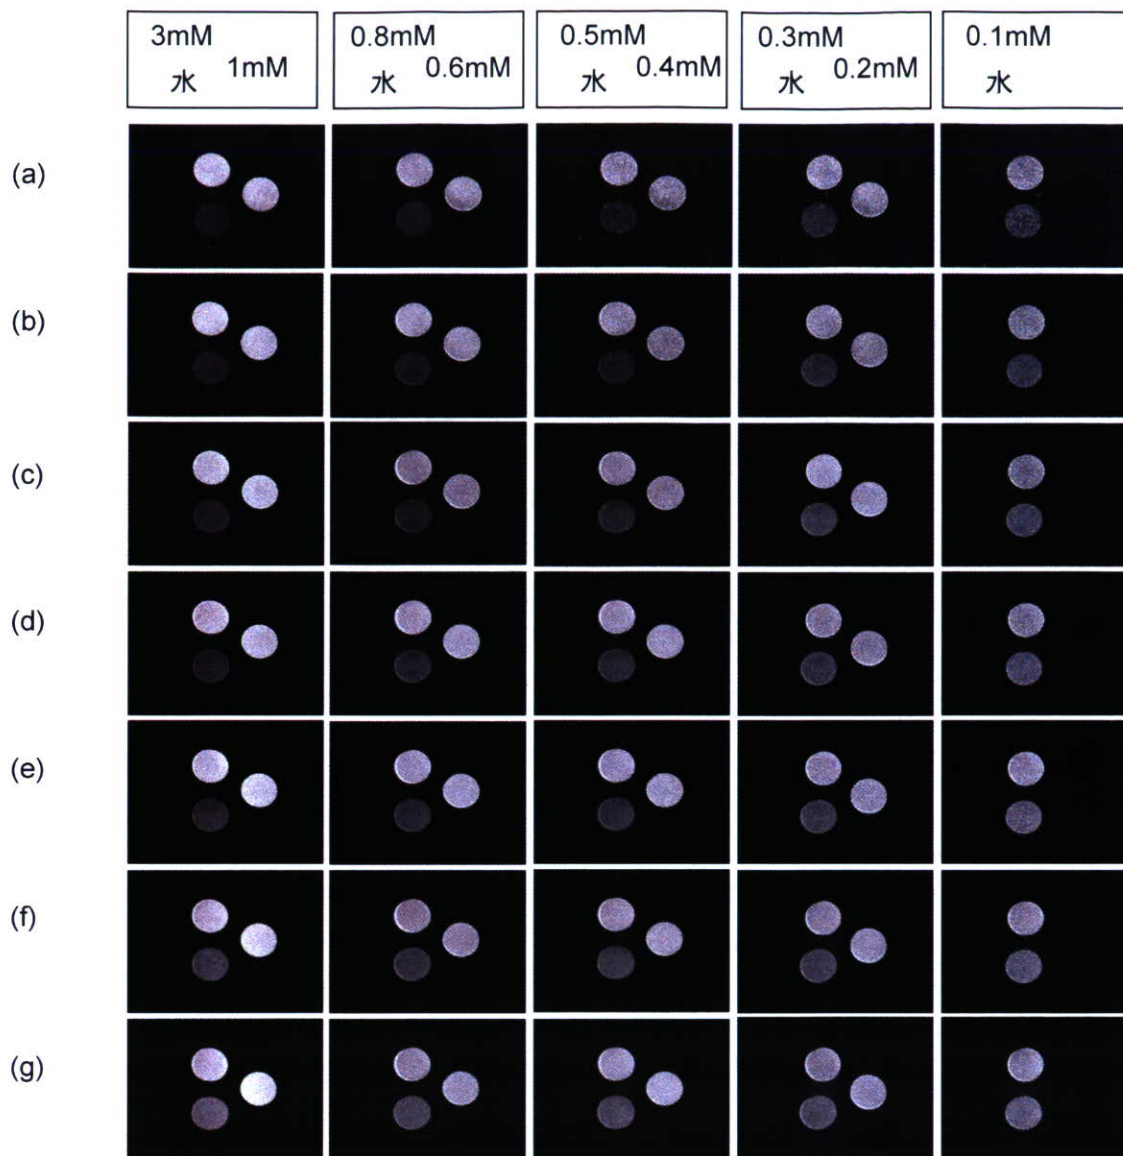 3mM
水 1mM
0.8mM
水 0.6mM
0.5mM
水 0.4mM
0.3mM
水 0.2mM
0.1mM
水
(a)
(b)
(c)
(d)
(e)
(f)
(g)